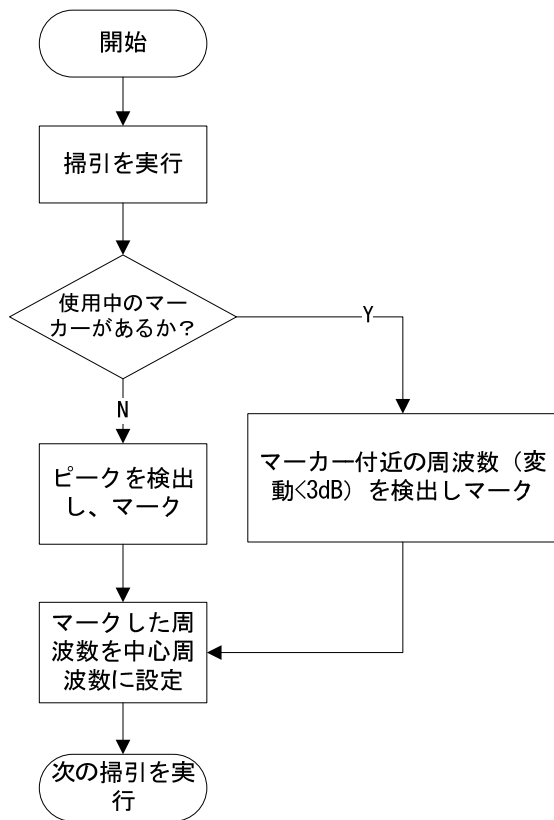 開始
掃引を実行
使用中のマー
カーがあるか？
Y
N
マーカー付近の周波数（変
動<3dB）を検出しマーク
ピークを検出
し、マーク
マークした周
波数を中心周
波数に設定
次の掃引を実
行